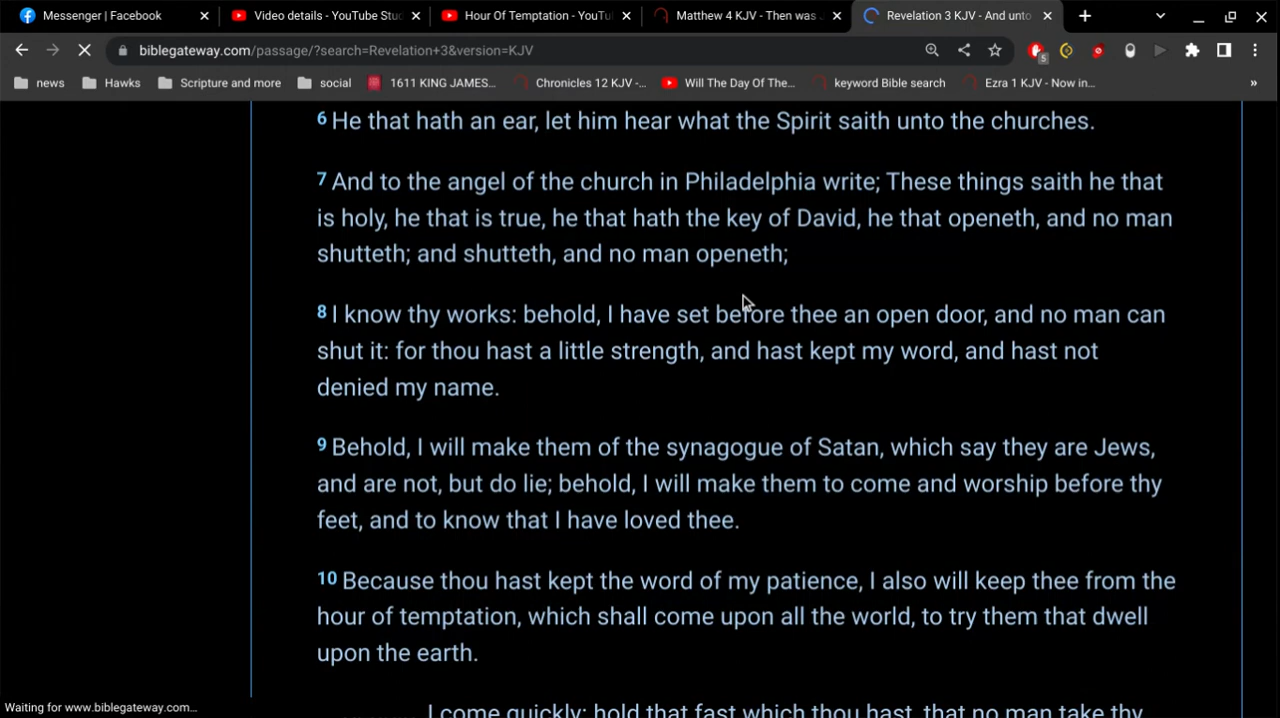 Messenger | Facebook
Video details - YouTube Stu
Hour Of Temptation - YouTu
Matthew 4 KJV - Then was J
Revelation 3 KJV - And unto
biblegateway.com/passage/?search=Revelation+3&version=KJV
5
news
Hawks
Scripture and more
social
1611 KING JAMES...
Chronicles 12 KJV -...
Will The Day Of The...
keyword Bible search
Ezra 1 KJV - Now in...
»
6 He that hath an ear, let him hear what the Spirit saith unto the churches.
7 And to the angel of the church in Philadelphia write; These things saith he that
is holy, he that is true, he that hath the key of David, he that openeth, and no man
shutteth; and shutteth, and no man openeth;
8 I know thy works: behold, I have set before thee an open door, and no man can
shut it: for thou hast a little strength, and hast kept my word, and hast not
denied my name.
9 Behold, I will make them of the synagogue of Satan, which say they are Jews,
and are not, but do lie; behold, I will make them to come and worship before thy
feet, and to know that I have loved thee.
10 Because thou hast kept the word of my patience, I also will keep thee from the
hour of temptation, which shall come upon all the world, to try them that dwell
upon the earth.
I come quickly: hold that fast which thou hast, that no man take thy
Waiting for www.biblegateway.com...